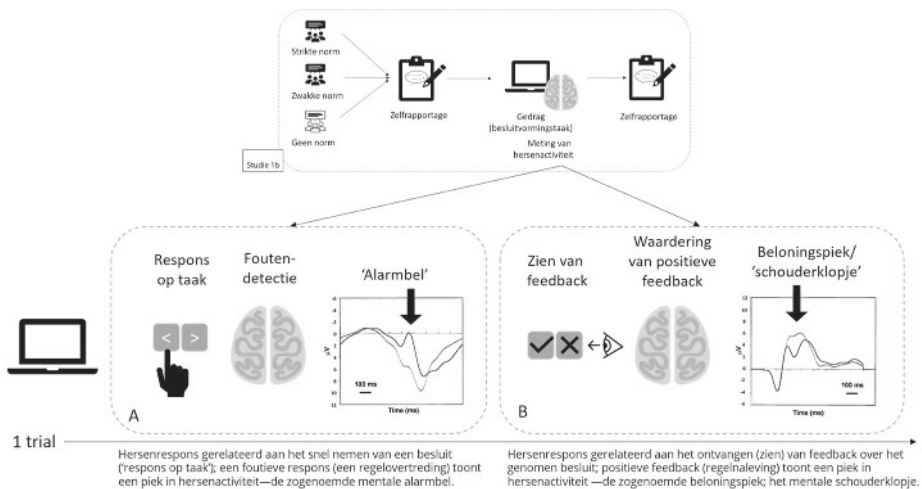 Strikte norm
Zwakke norm
Geen norm
Zelfrapportage
Gedrag
(besluitvormingstaak)
Meting van
hersenactiviteit
Zelfrapportage
Studie 1b
Respons
op taak
Fouten-
detectie
'Alarmbel'
< >
µV
100 ms
Time (ms)
A
Zien van
feedback
Waardering
van positieve
feedback
Beloningspiek/
'schouderklopje'
12
µV
100 ms
Time (ms)
B
1 trial
Hersenrespons gerelateerd aan het snel nemen van een besluit
('respons op taak'); een foutieve respons (een regelovertreding) toont
een piek in hersenactiviteit—de zogenoemde mentale alarmbel.
Hersenrespons gerelateerd aan het ontvangen (zien) van feedback over het
genomen besluit; positieve feedback (regelnaleving) toont een piek in
hersenactiviteit —de zogenoemde beloningspiek; het mentale schouderklopje.